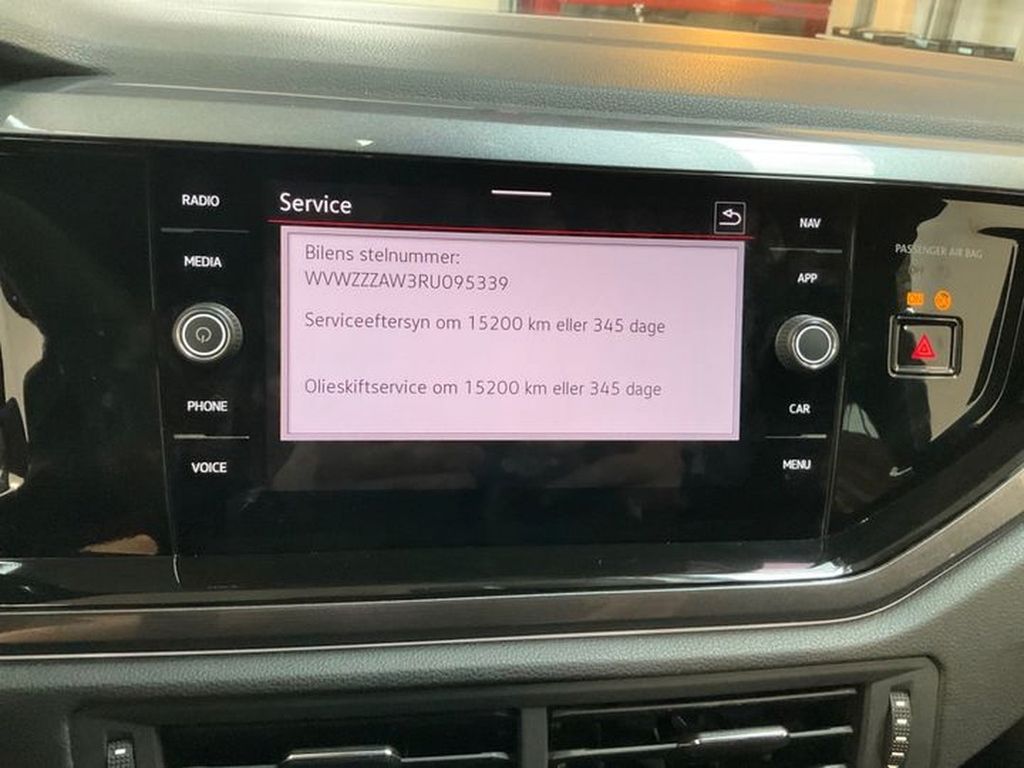 RADIO
Service
NAV
MEDIA
APP
PASSENGER AIR BAG
ON
Bilens stelnummer:
WVWZZZAW3RU095339
Serviceeftersyn om 15200 km eller 345 dage
Olieskiftservice om 15200 km eller 345 dage
PHONE
CAR
VOICE
MENU